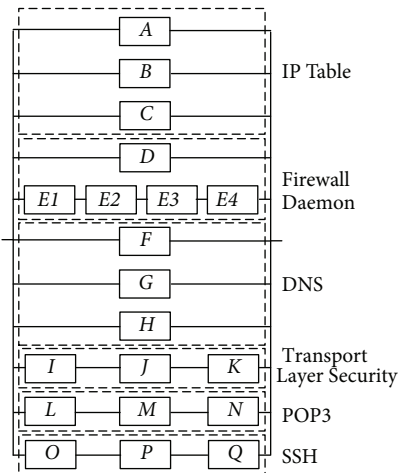 A
B
IP Table
C
D
Firewall
Daemon
E1 E2 E3 E4
F
G
DNS
H
Transport
Layer Security
I J K
L M N
POP3
O P Q
SSH